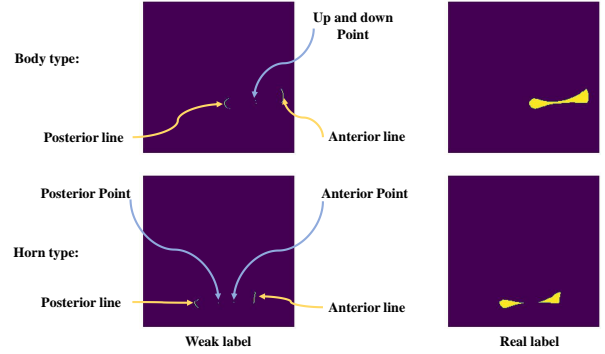 Up and down
Point
Body type:
Posterior line
Anterior line
Posterior Point
Anterior Point
Horn type:
Posterior line
Anterior line
Weak label
Real label